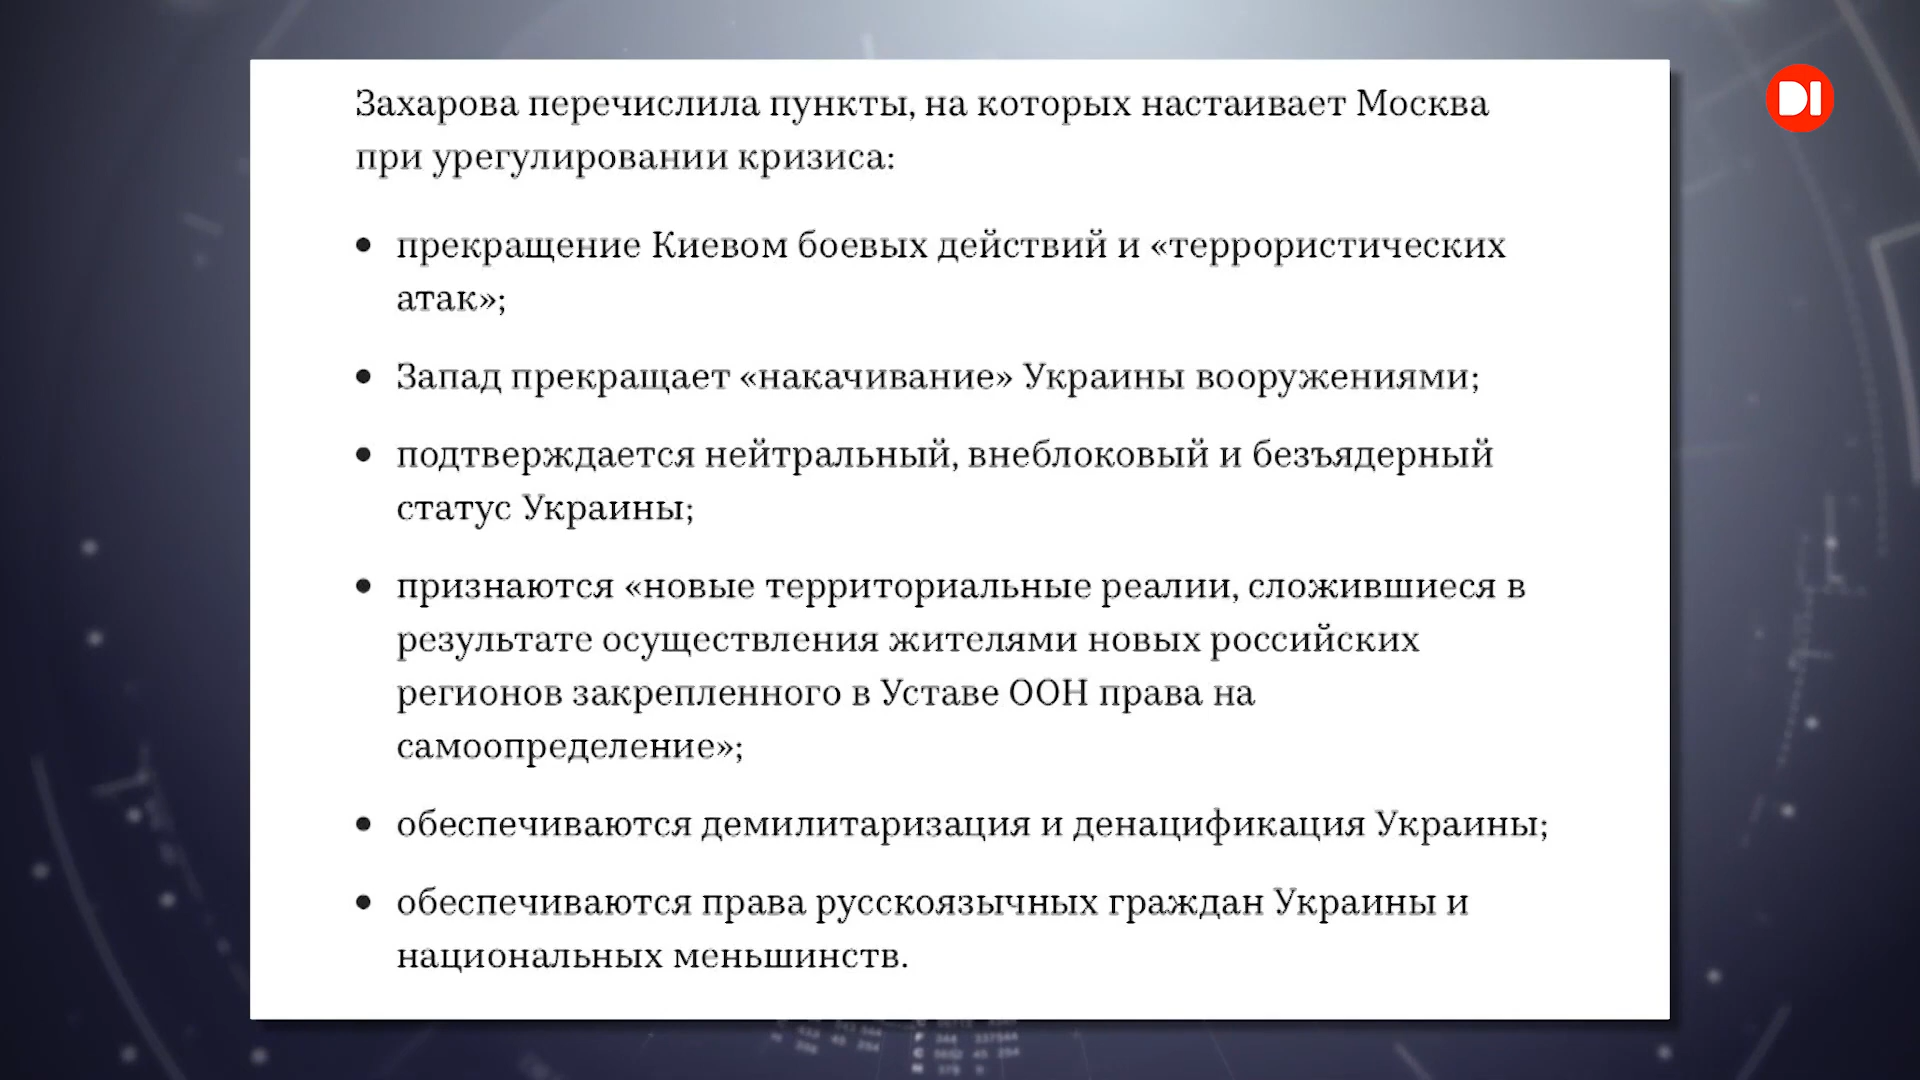 Захарова перечислила пункты, на которых настаивает Москва
при урегулировании кризиса:
• прекращение Киевом боевых действий и «террористических
атак»;
• Запад прекращает «накачивание» Украины вооружениями;
• подтверждается нейтральный, внеблоковый и безъядерный
статус Украины;
• признаются «новые территориальные реалии, сложившиеся в
результате осуществления жителями новых российских
регионов закрепленного в Уставе ООН права на
самоопределение»;
• обеспечиваются демилитаризация и денацификация Украины;
• обеспечиваются права русскоязычных граждан Украины и
национальных меньшинств.
DI